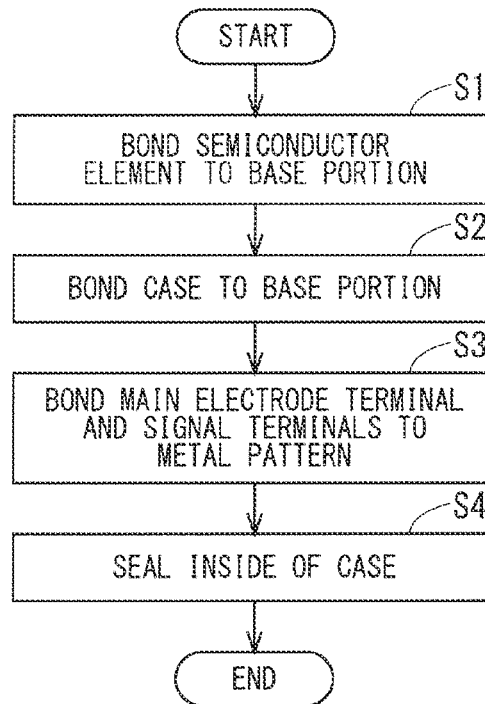 START
S1
BOND SEMICONDUCTOR
ELEMENT TO BASE PORTION
S2
BOND CASE TO BASE PORTION
S3
BOND MAIN ELECTRODE TERMINAL
AND SIGNAL TERMINALS TO
METAL PATTERN
S4
SEAL INSIDE OF CASE
END